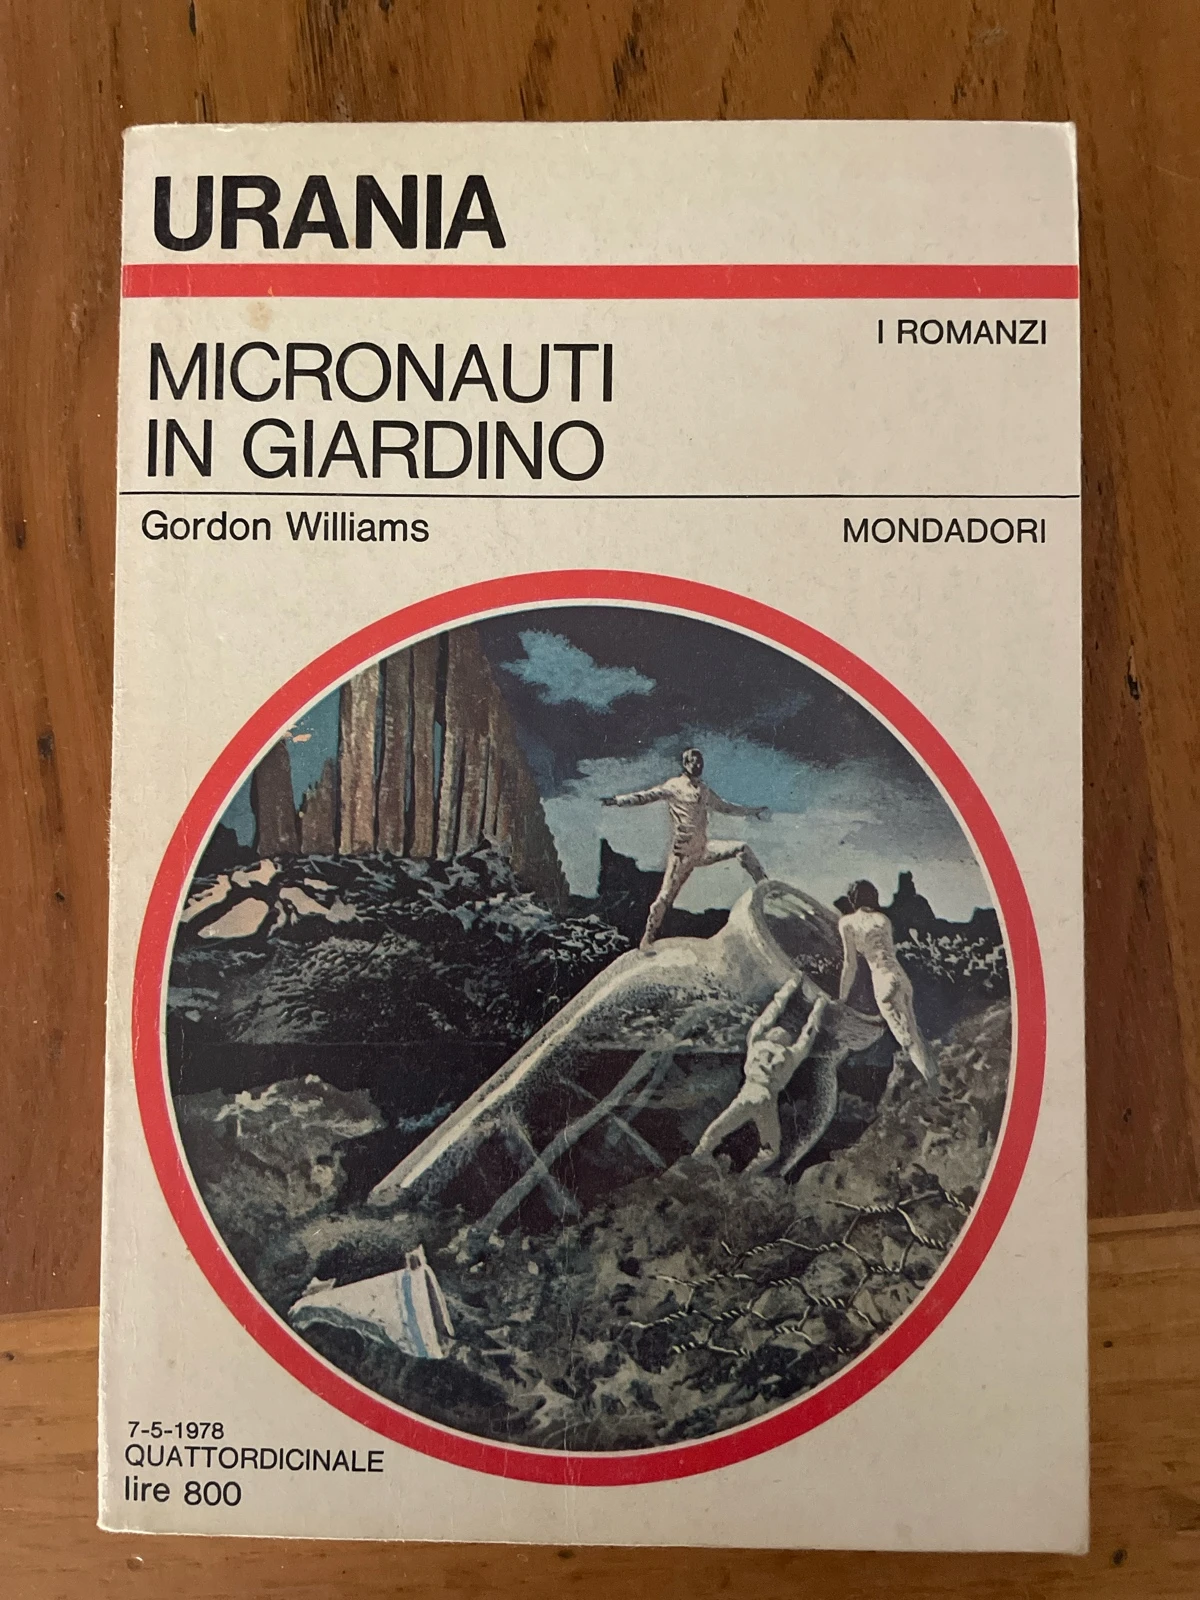 URANIA
I ROMANZI
MICRONAUTI
IN GIARDINO
Gordon Williams
MONDADORI
7-5-1978
QUATTORDICINALE
lire 800